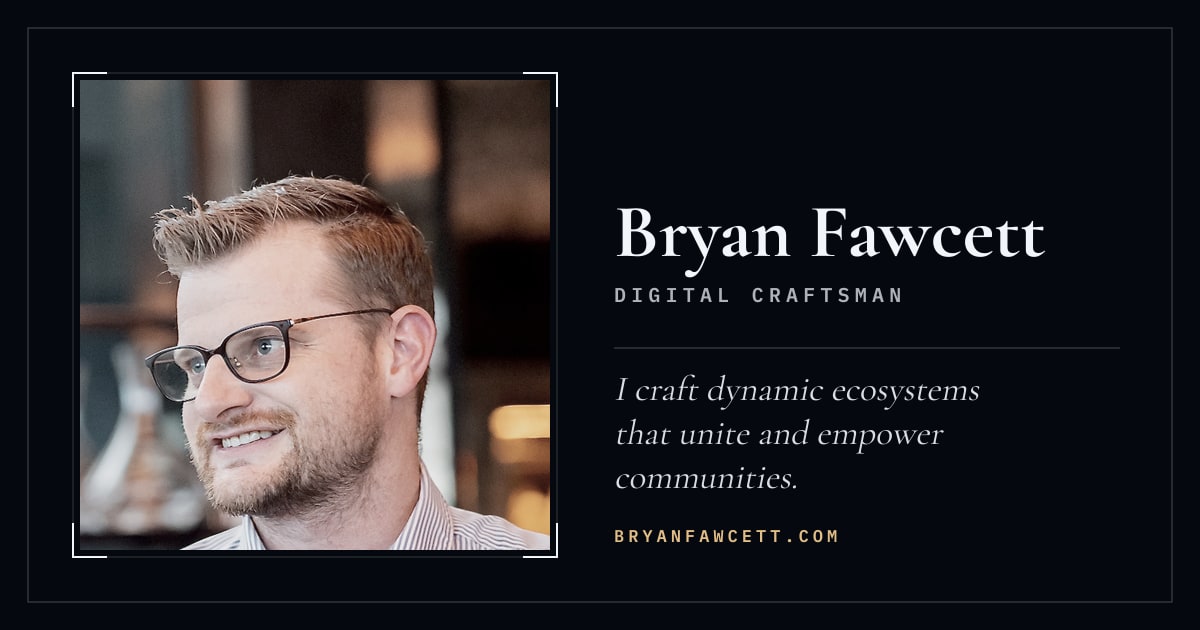 Bryan Fawcett
DIGITAL CRAFTSMAN
I craft dynamic ecosystems
that unite and empower
communities.
BRYANFAWCETT.COM